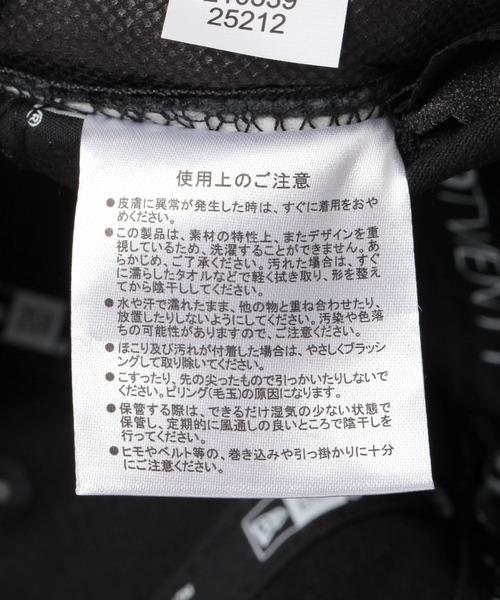 25212
®
使用上のご注意
●皮膚に異常が発生した時は、すぐに着用をおや
めください。
●この製品は、素材の特性上、またデザインを重
視しているため、洗濯することができません。あ
らかじめ、ご了承ください。汚れた場合は、すぐ
に濡らしたタオルなどで軽く拭き取り、形を整え
てから陰干ししてください。
●水や汗で濡れたまま、他の物と重ね合わせたり、
放置したりしないようにしてください。汚染や色落
ちの可能性がありますので、ご注意ください。
●ほこり及び汚れが付着した場合は、やさしくブラッシ
ングして取り除いてください。
●こすったり、先の尖ったもので引っかいたりしないで
ください。ピリング(毛玉)の原因になります。
●保管する際は、できるだけ湿気の少ない状態で
保管し、定期的に風通しの良いところで陰干しを
行ってください。
●ヒモやベルト等の、巻き込みや引っ掛かりに十分
にご注意ください。